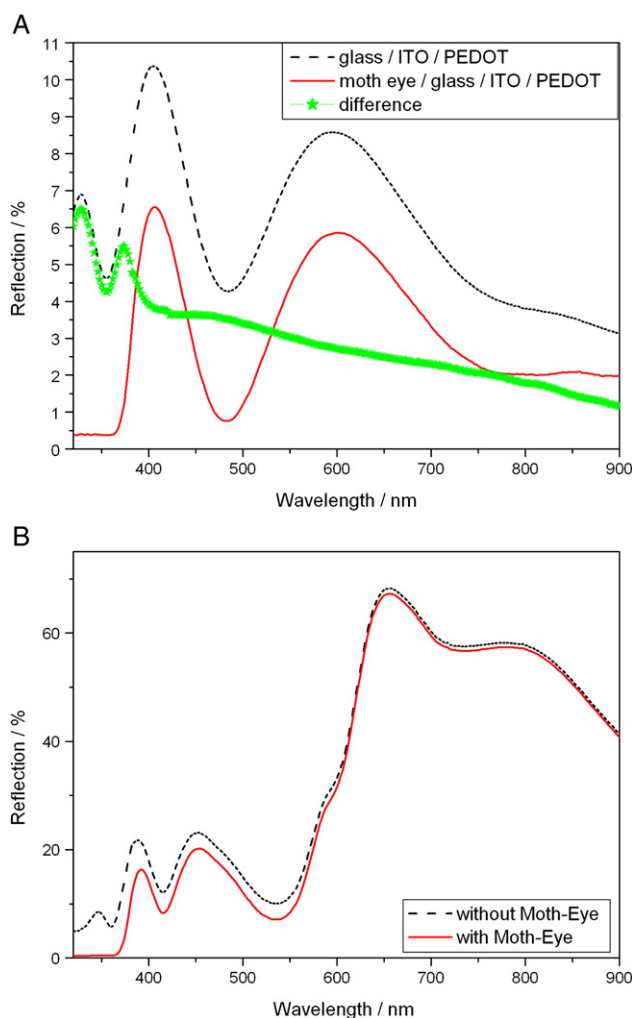 A
11
10
9
8
7
6
5
4
3
2
1
0
Reflection / %
glass / ITO / PEDOT
moth eye / glass / ITO / PEDOT
difference
400 500 600 700 800 900
Wavelength / nm
B
60
40
20
0
Reflection / %
without Moth-Eye
with Moth-Eye
400 500 600 700 800 900
Wavelength / nm